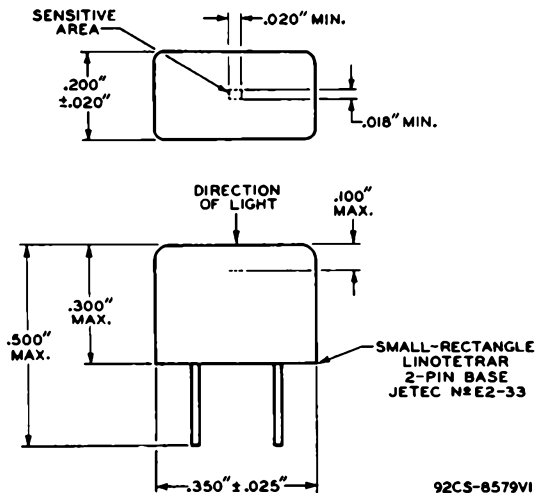 SENSITIVE
AREA
.020" MIN.
.200"
±.020"
.018" MIN.
DIRECTION
OF LIGHT
.100"
MAX.
.300"
MAX.
.500"
MAX.
SMALL-RECTANGLE
LINOTETRAR
2-PIN BASE
JETEC Nº E2-33
.350" ± .025"
92CS-8579VI